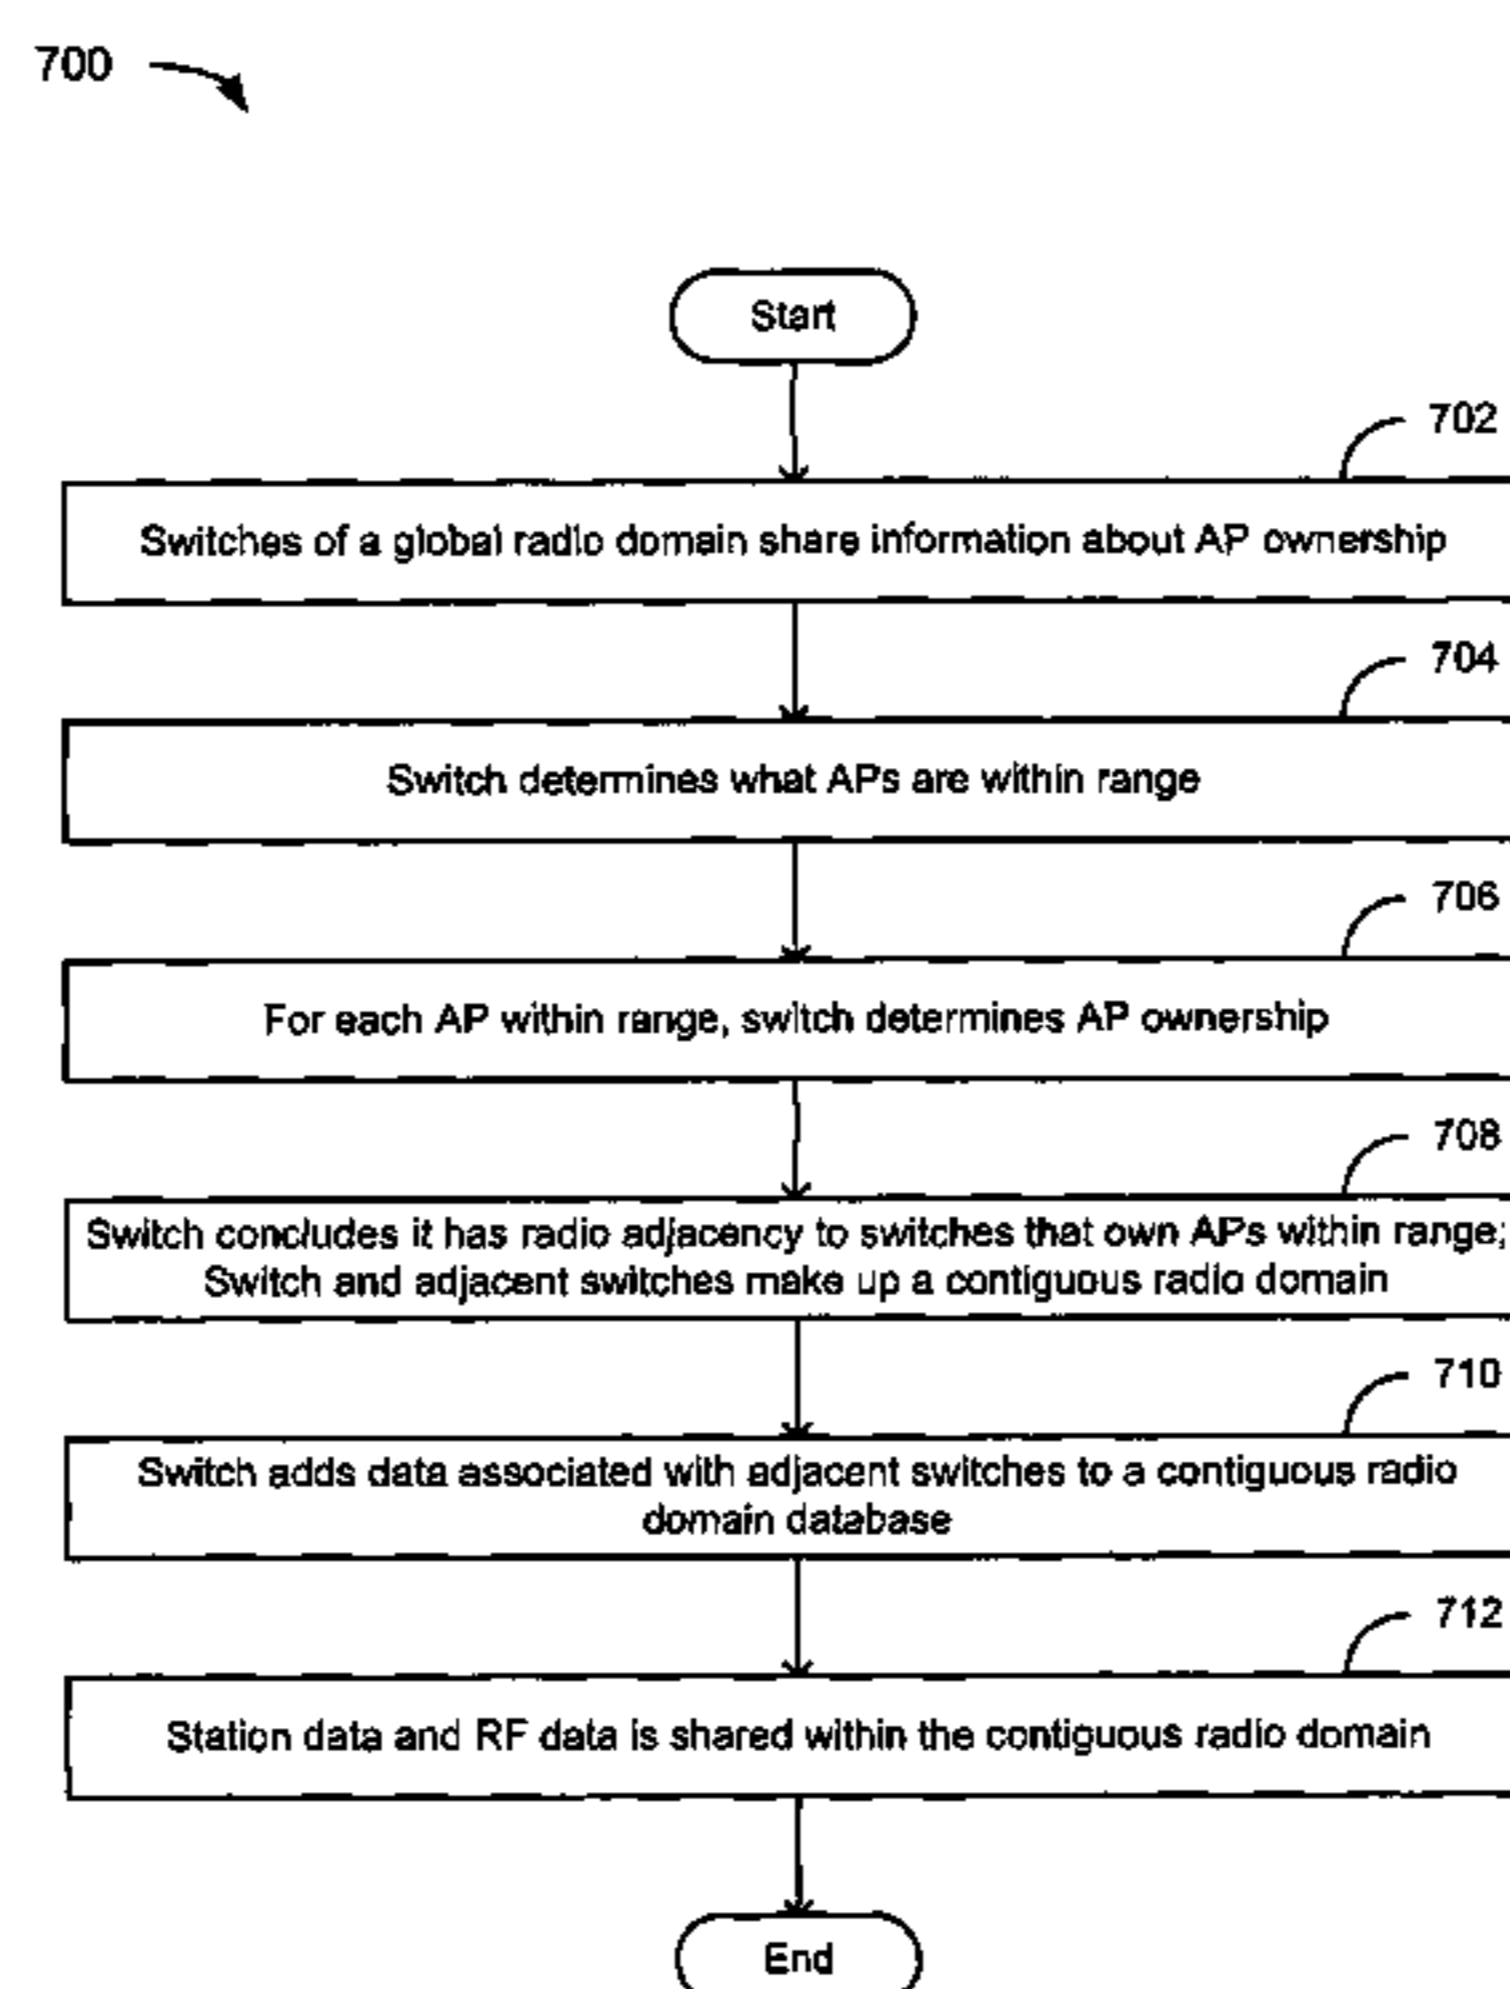 700
Start
702
Switches of a global radio domain share information about AP ownership
704
Switch determines what APs are within range
706
For each AP within range, switch determines AP ownership
708
Switch concludes it has radio adjacency to switches that own APs within range;
Switch and adjacent switches make up a contiguous radio domain
710
Switch adds data associated with adjacent switches to a contiguous radio
domain database
712
Station data and RF data is shared within the contiguous radio domain
End